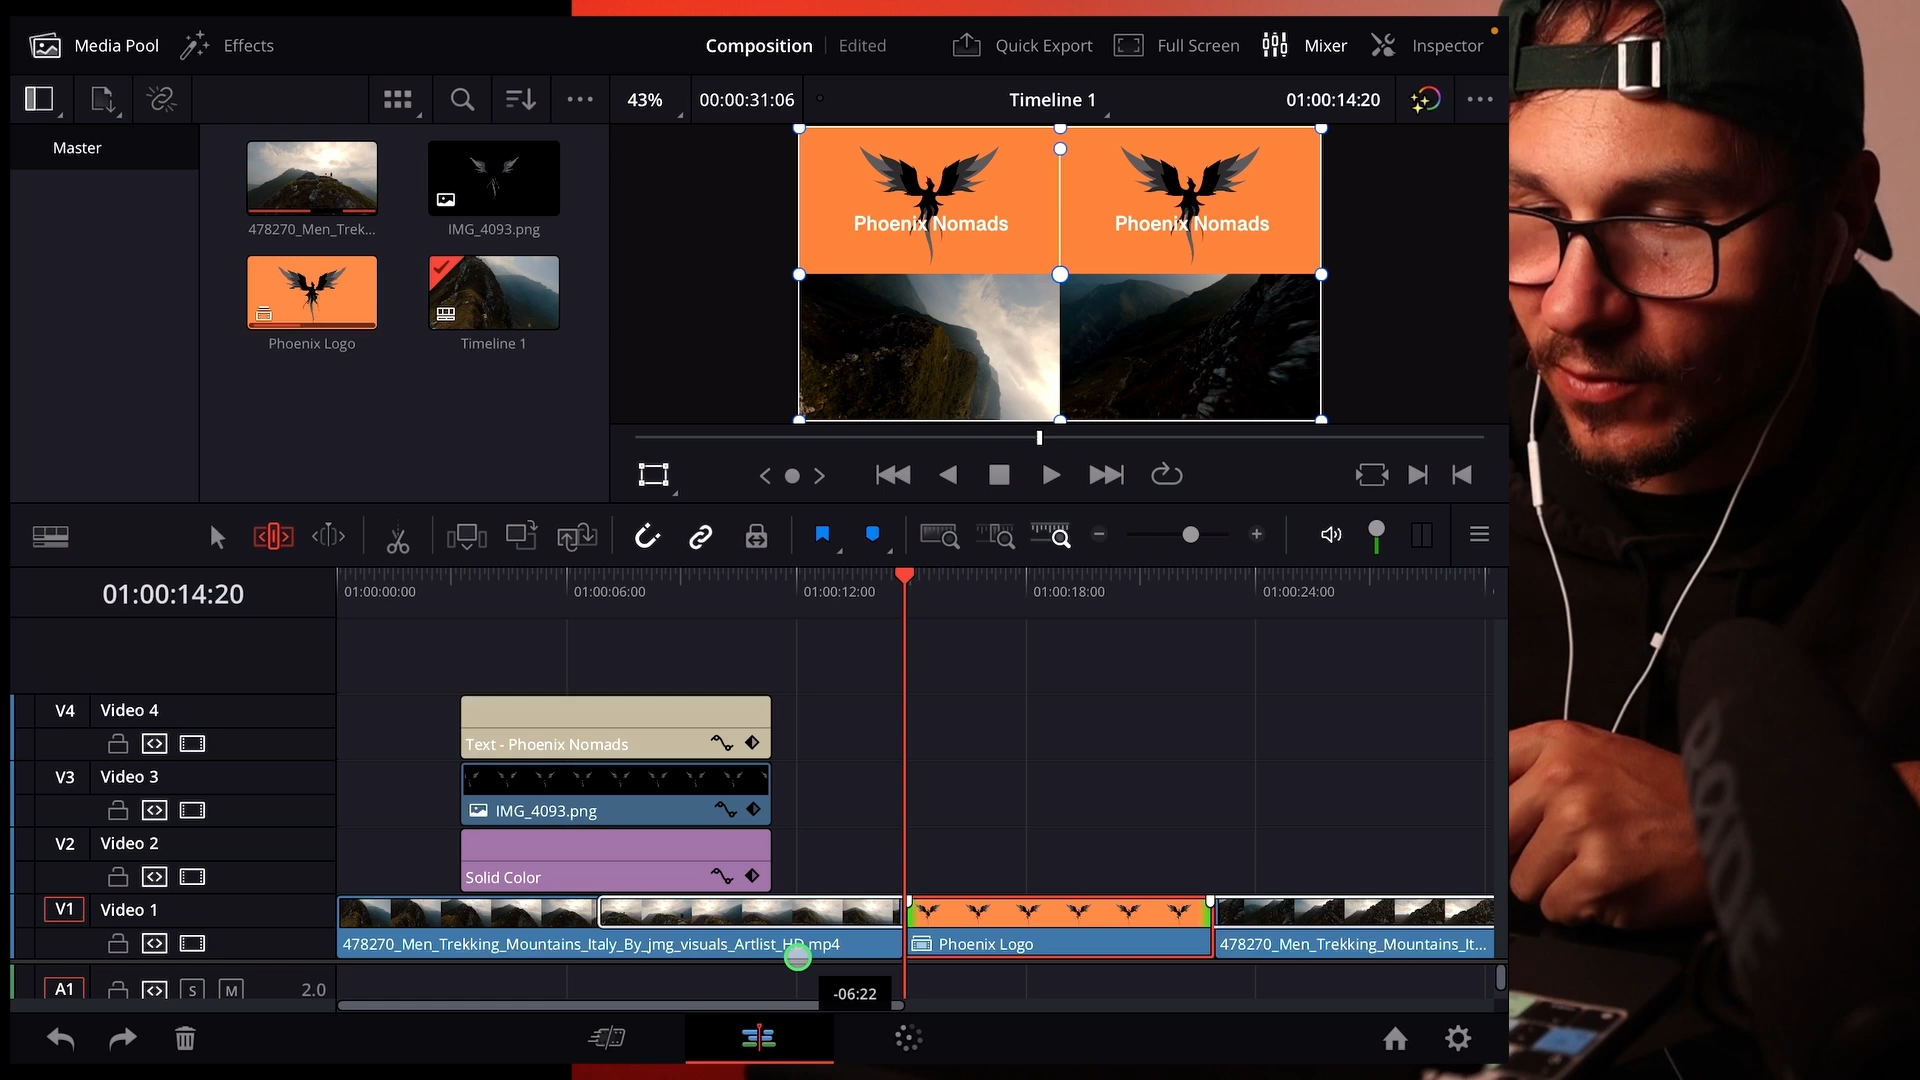 Media Pool
Effects
Composition
Edited
Quick Export
Full Screen
Mixer
Inspector
43%
00:00:31:06
Timeline 1
01:00:14:20
Master
478270_Men_Trek...
IMG_4093.png
Phoenix Logo
Timeline 1
Phoenix Nomads
Phoenix Nomads
01:00:14:20
01:00:00:00
01:00:06:00
01:00:12:00
01:00:18:00
01:00:24:00
V4
Video 4
Text - Phoenix Nomads
V3
Video 3
IMG_4093.png
V2
Video 2
Solid Color
V1
Video 1
478270_Men_Trekking_Mountains_Italy_By_jmg_visuals_Artlist_HD.mp4
Phoenix Logo
478270_Men_Trekking_Mountains_It...
A1
S
M
2.0
-06:22